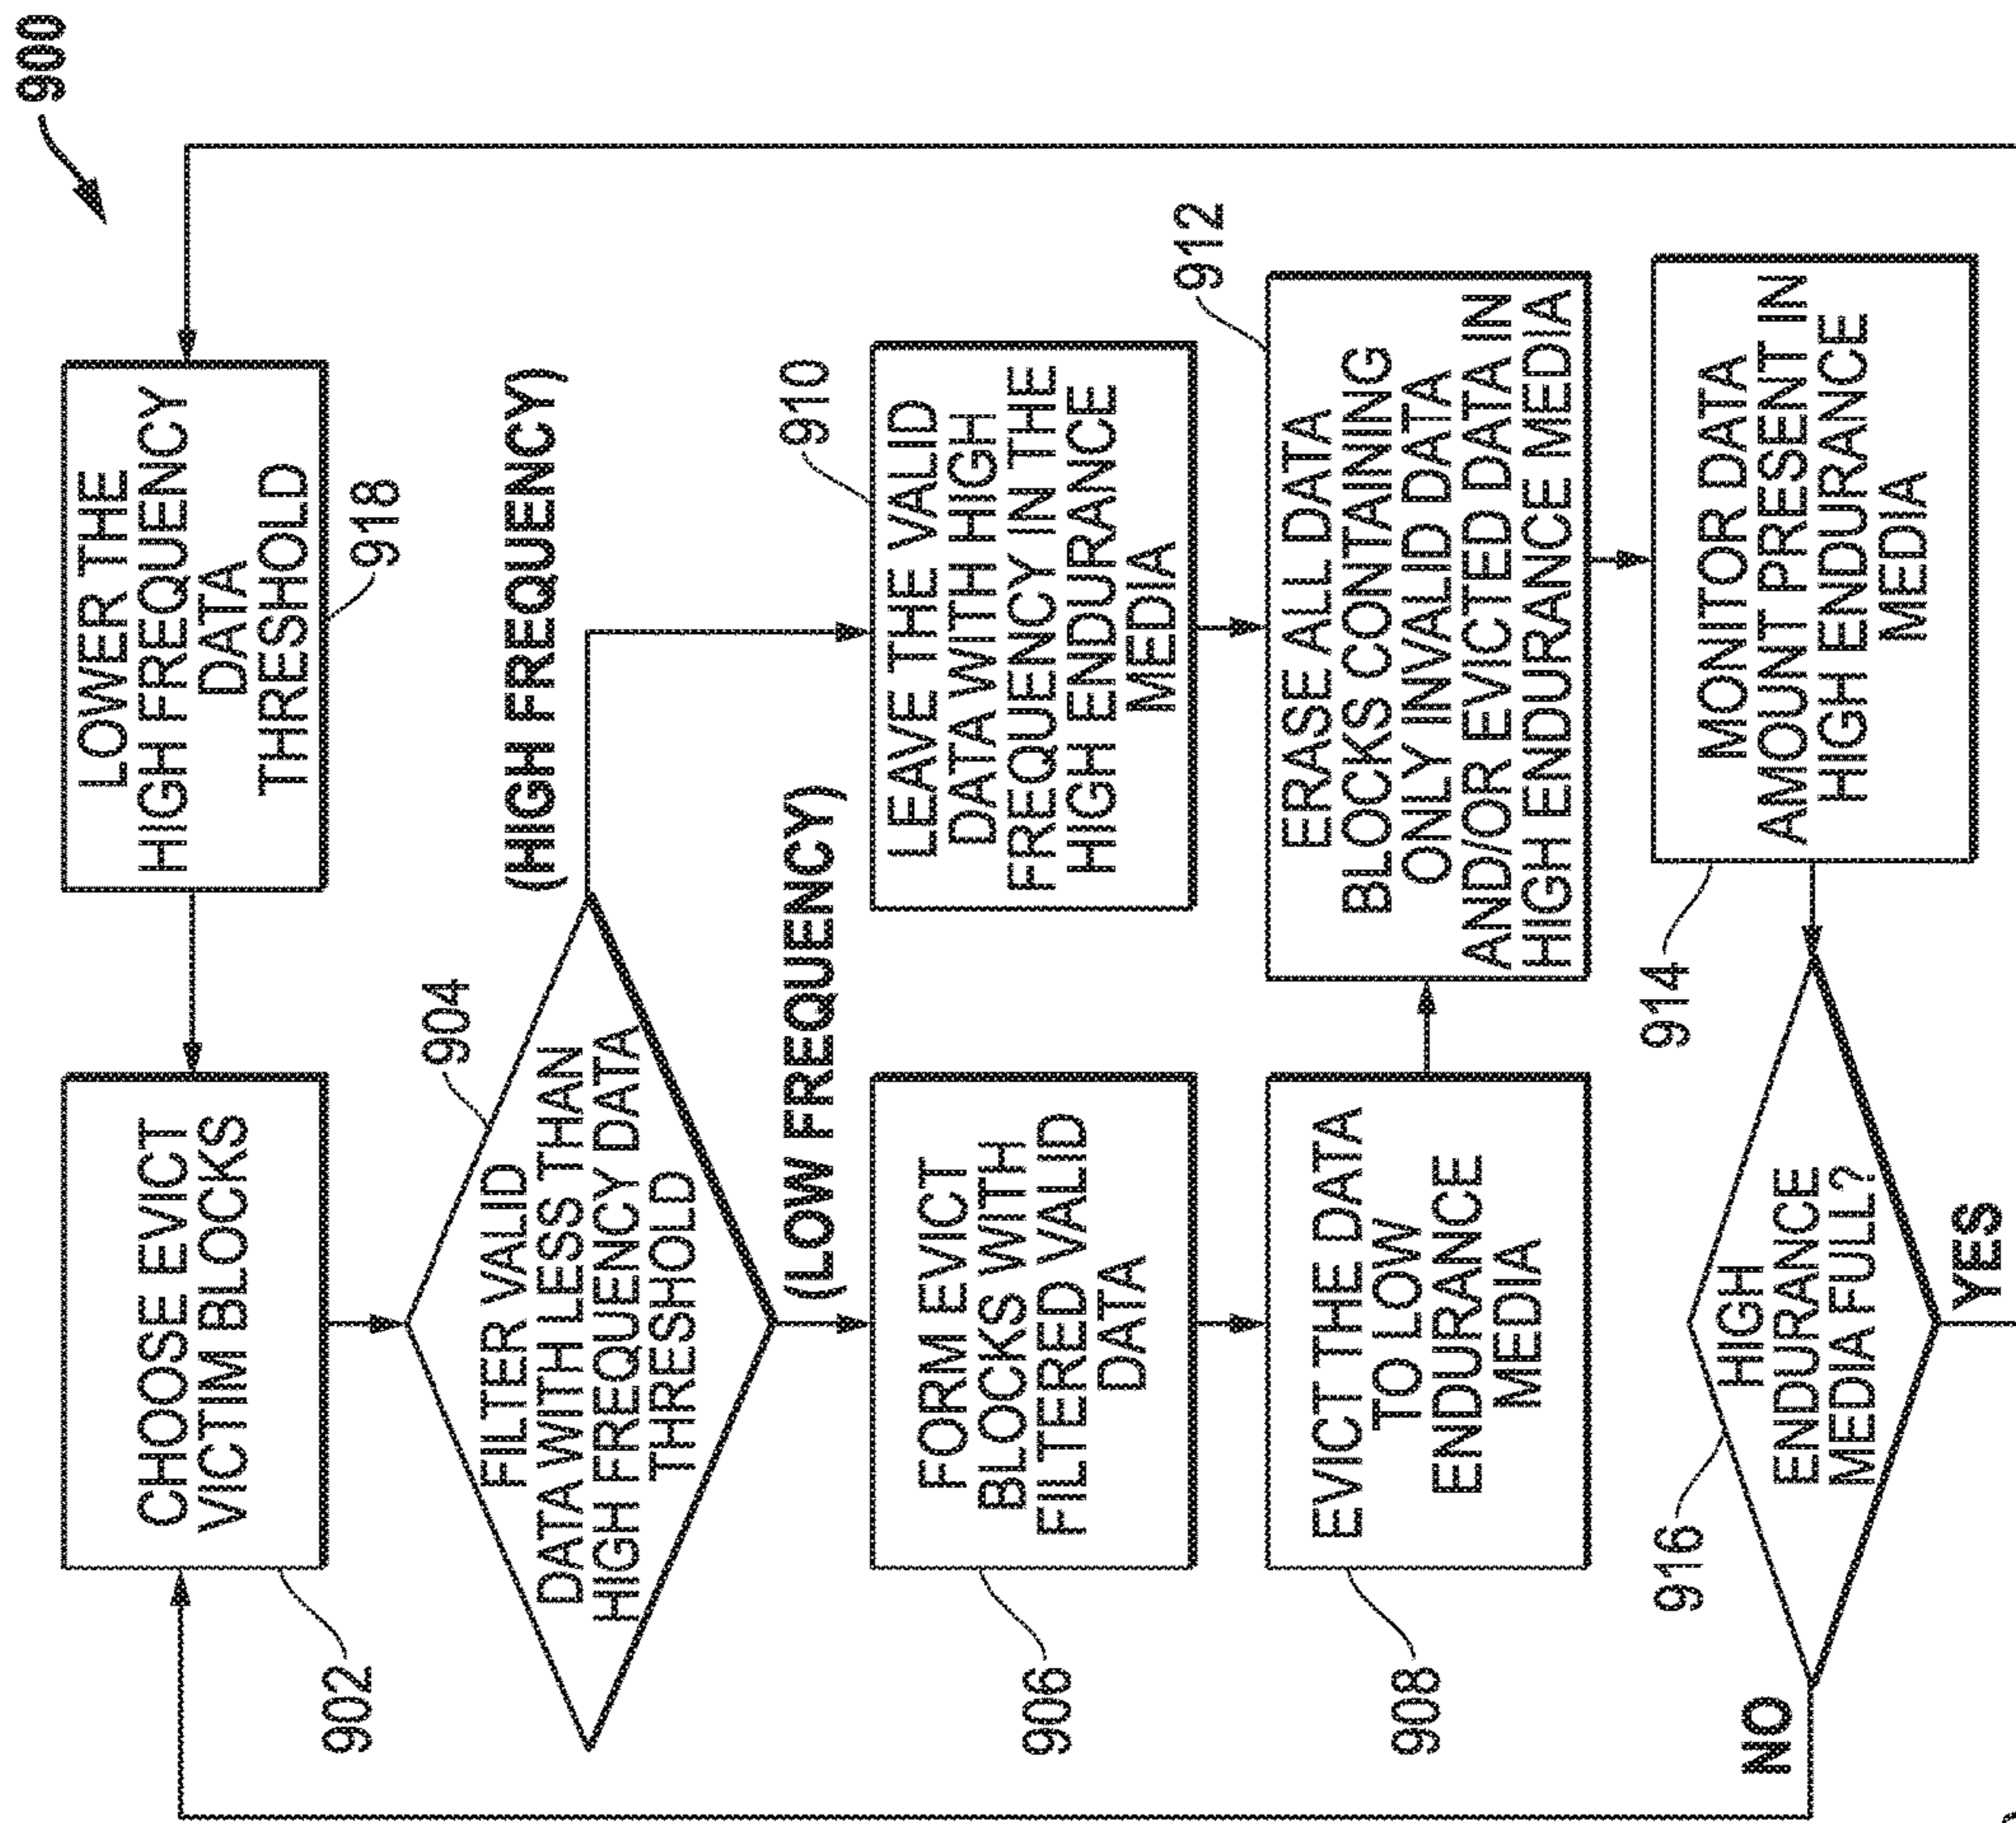 900
CHOOSE EVICT
VICTIM BLOCKS
902
LOWER THE
HIGH FREQUENCY
DATA
THRESHOLD
918
FILTER VALID
DATA WITH LESS THAN
HIGH FREQUENCY DATA
THRESHOLD
904
(HIGH FREQUENCY)
(LOW FREQUENCY)
FORM EVICT
BLOCKS WITH
FILTERED VALID
DATA
906
LEAVE THE VALID
DATA WITH HIGH
FREQUENCY IN THE
HIGH ENDURANCE
MEDIA
910
EVICT THE DATA
TO LOW
ENDURANCE
MEDIA
908
ERASE ALL DATA
BLOCKS CONTAINING
ONLY INVALID DATA
AND/OR EVICTED DATA IN
HIGH ENDURANCE MEDIA
912
HIGH
ENDURANCE
MEDIA FULL?
916
NO
YES
MONITOR DATA
AMOUNT PRESENT IN
HIGH ENDURANCE
MEDIA
914